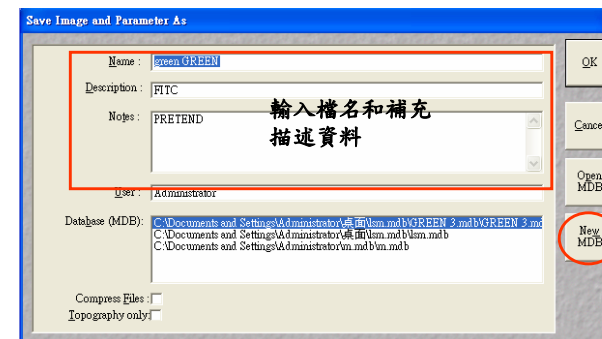 Save Image and Parameter As
Name : green GREEN
OK
Description : FITC
Notes : PRETEND
輸入檔名和補充
描述資料
Cance
Open
MDB
User : Administrator
Database (MDB): C:\Documents and Settings\Administrator\桌面\lsm.mdb\GREEN 3.mdb\GREEN 3.md
C:\Documents and Settings\Administrator\桌面\lsm.mdb\lsm.mdb
C:\Documents and Settings\Administrator\m.mdb\m.mdb
New
MDB
Compress Files :
Topography only: